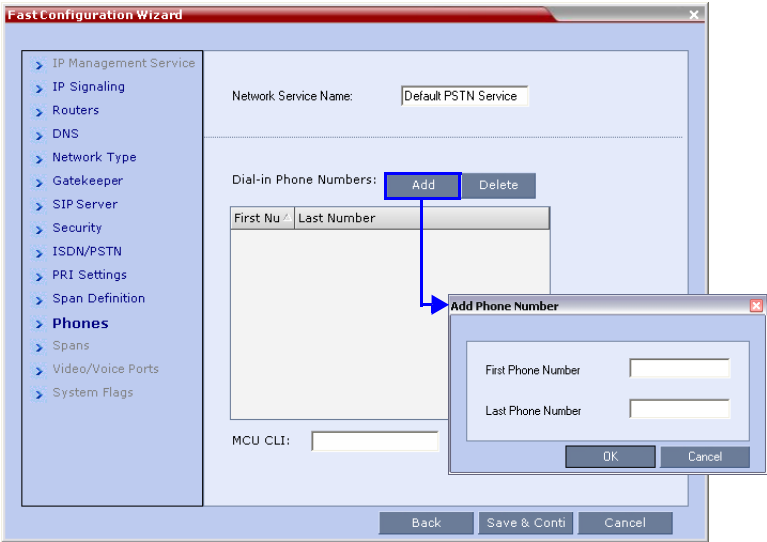 Fast Configuration Wizard
IP Management Service
IP Signaling
Routers
DNS
Network Type
Gatekeeper
SIP Server
Security
ISDN/PSTN
PRI Settings
Span Definition
Phones
Spans
Video/Voice Ports
System Flags
Network Service Name: Default PSTN Service
Dial-in Phone Numbers: Add Delete
First Nu Last Number
MCU CLI:
Add Phone Number
First Phone Number
Last Phone Number
OK Cancel
Back Save & Conti Cancel